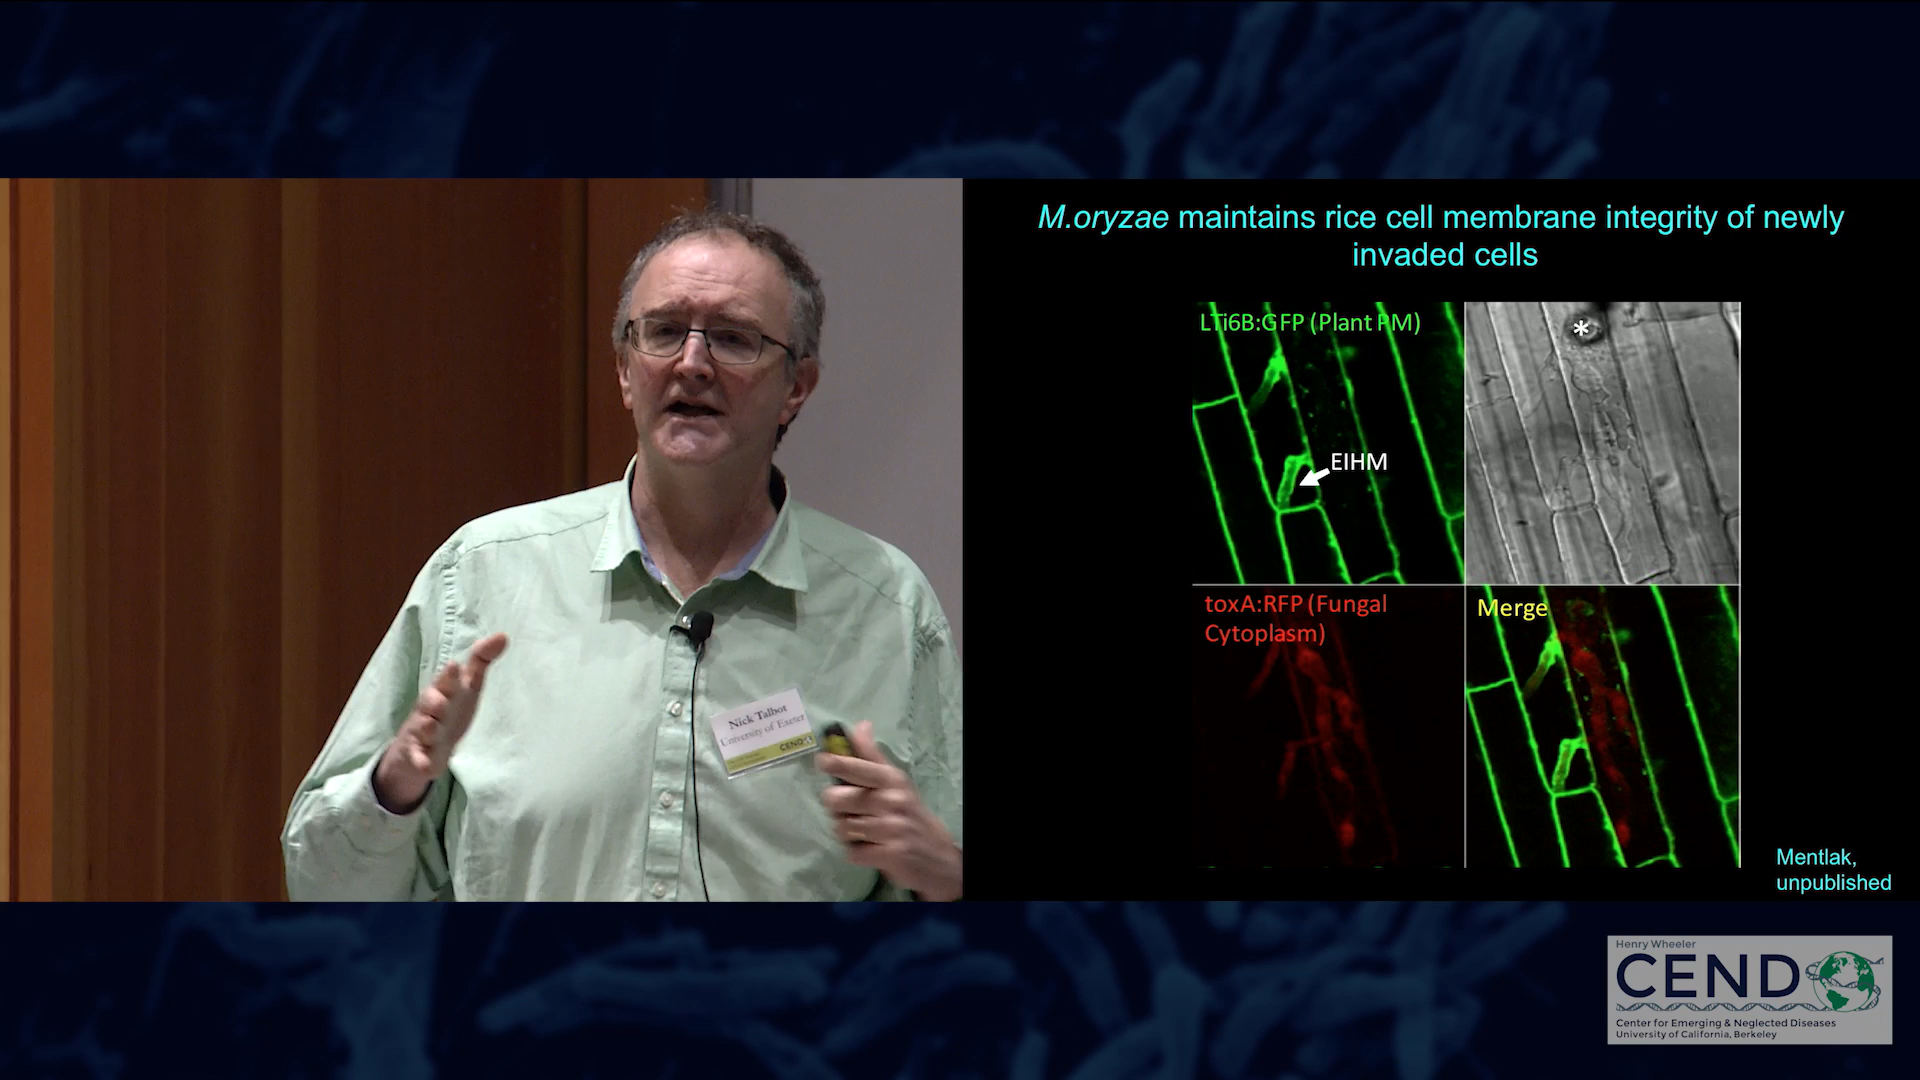 M.oryzae maintains rice cell membrane integrity of newly
invaded cells
LTi6B:GFP (Plant PM)
*
EIHM
toxA:RFP (Fungal
Cytoplasm)
Merge
Mentlak,
unpublished
Nick Talbot
University of Exeter
CEND
Henry Wheeler
CEND
Center for Emerging & Neglected Diseases
University of California, Berkeley